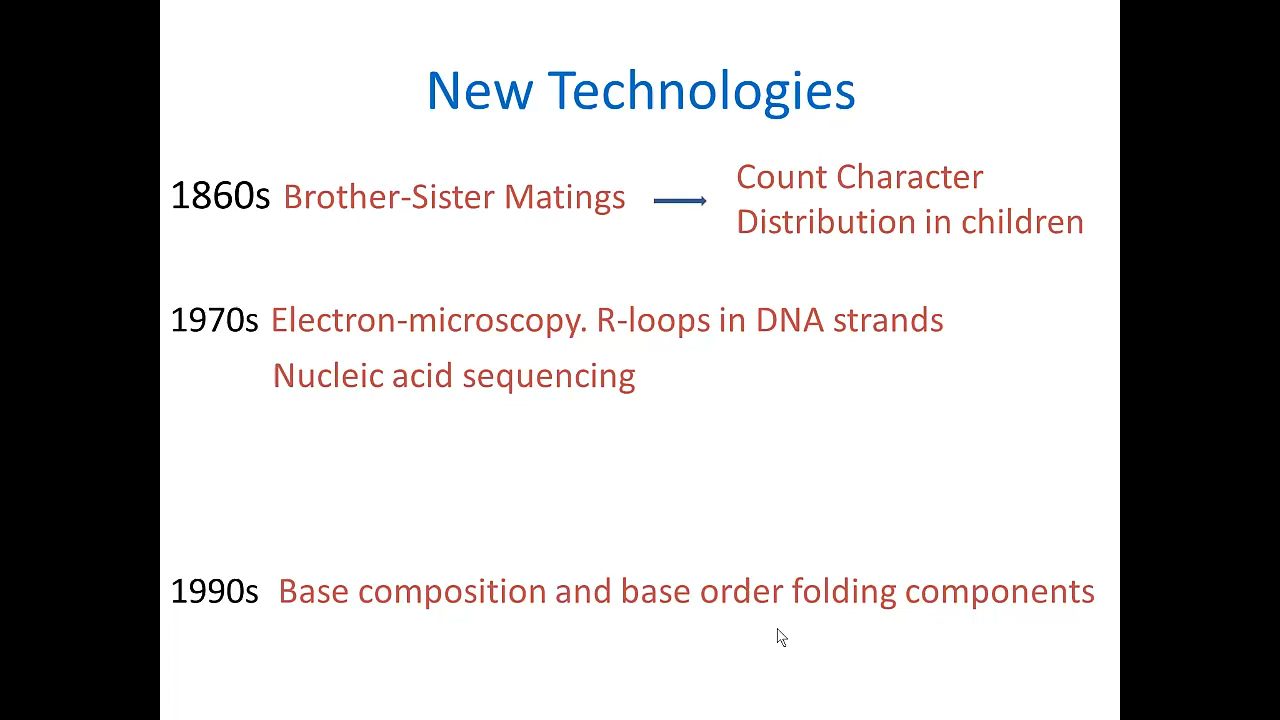 New Technologies
1860s Brother-Sister Matings
Count Character
Distribution in children
1970s Electron-microscopy. R-loops in DNA strands
Nucleic acid sequencing
1990s Base composition and base order folding components